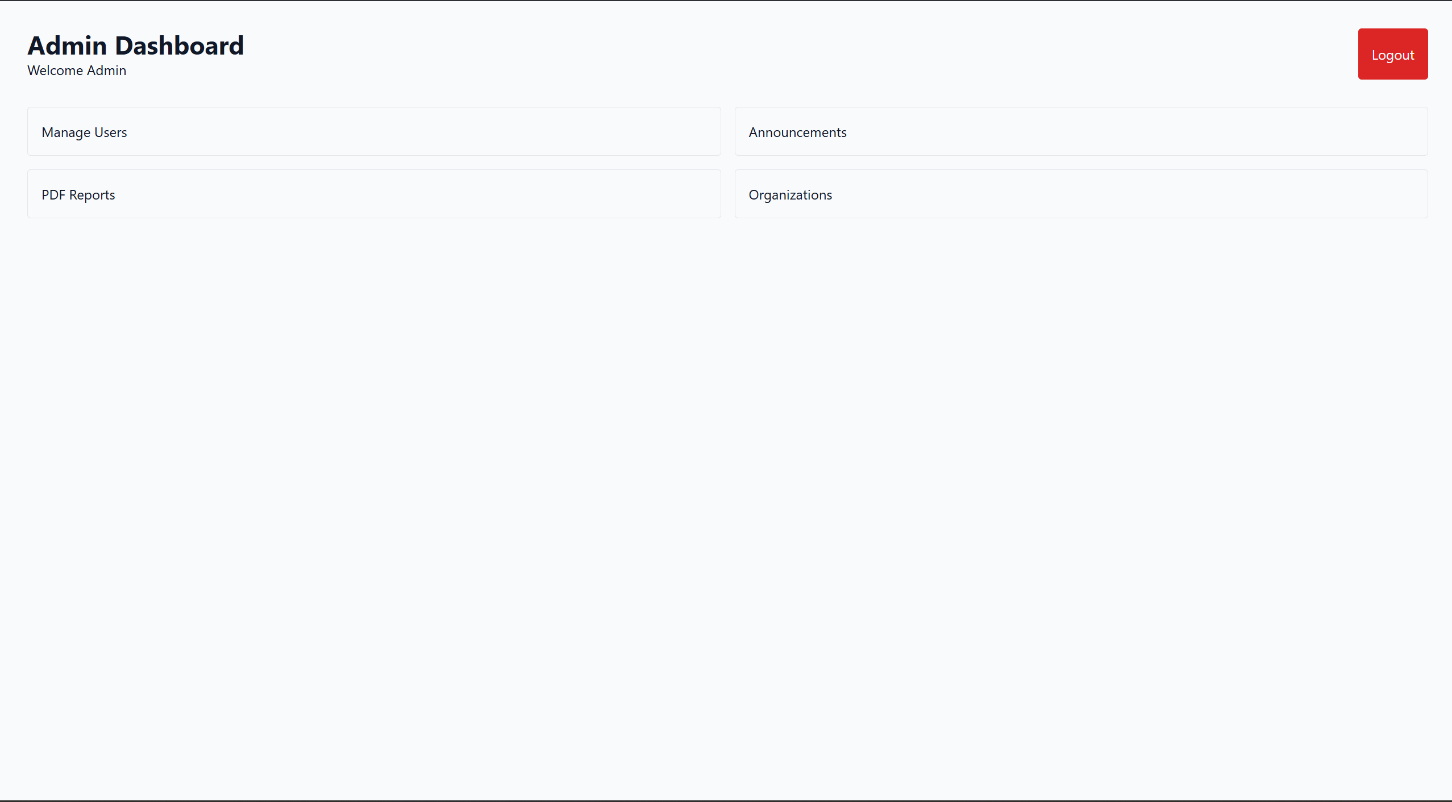 Admin Dashboard
Welcome Admin
Logout
Manage Users
Announcements
PDF Reports
Organizations